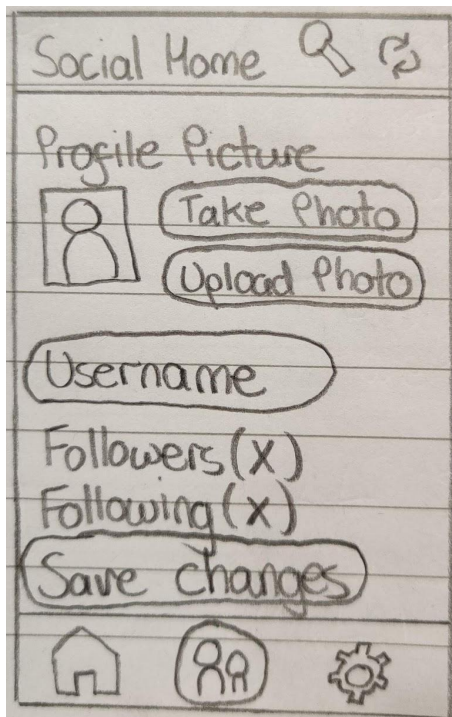 Social Home
Profile Picture
Take Photo
Upload Photo
Username
Followers(X)
Following(X)
Save changes